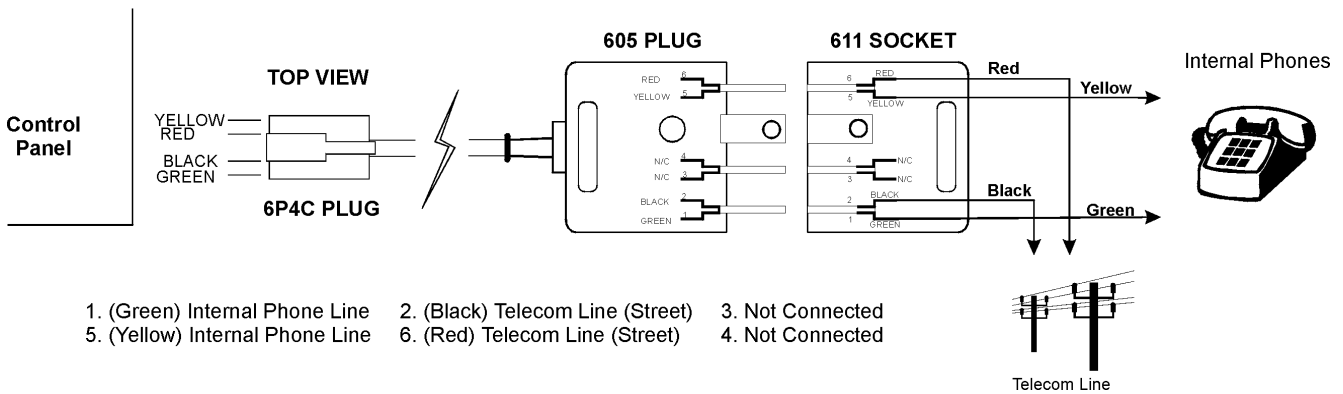 605 PLUG
611 SOCKET
Internal Phones
TOP VIEW
Control
Panel
YELLOW
RED
BLACK
GREEN
6P4C PLUG
RED
6
YELLOW
5
N/C
4
N/C
3
BLACK
2
GREEN
1
6
RED
5
YELLOW
4
N/C
3
N/C
2
BLACK
1
GREEN
Red
Yellow
Black
Green
1. (Green) Internal Phone Line 2. (Black) Telecom Line (Street) 3. Not Connected
5. (Yellow) Internal Phone Line 6. (Red) Telecom Line (Street) 4. Not Connected
Telecom Line